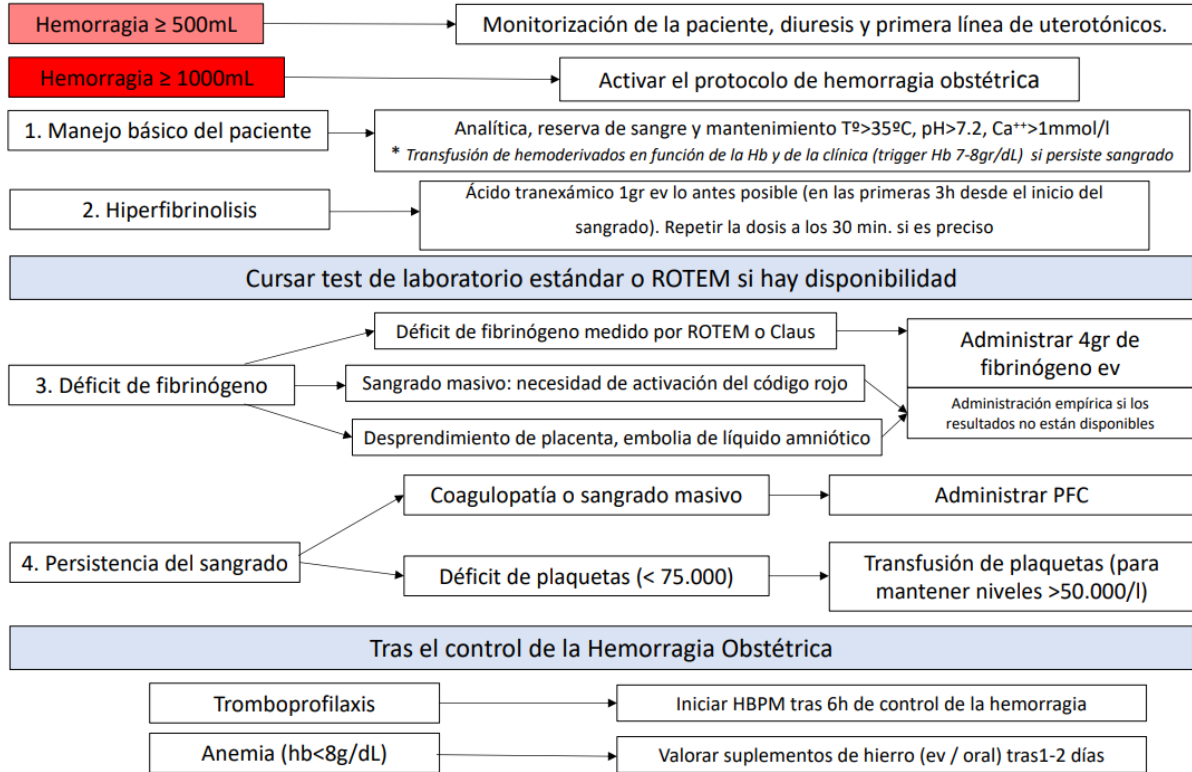 Hemorragia ≥ 500mL
Monitorización de la paciente, diuresis y primera línea de uterotónicos.
Hemorragia ≥ 1000mL
Activar el protocolo de hemorragia obstétrica
1. Manejo básico del paciente
Analítica, reserva de sangre y mantenimiento Tº>35ºC, pH>7.2, Ca⁺⁺>1mmol/l
* Transfusión de hemoderivados en función de la Hb y de la clínica (trigger Hb 7-8gr/dL) si persiste sangrado
2. Hiperfibrinolisis
Ácido tranexámico 1gr ev lo antes posible (en las primeras 3h desde el inicio del
sangrado). Repetir la dosis a los 30 min. si es preciso
Cursar test de laboratorio estándar o ROTEM si hay disponibilidad
3. Déficit de fibrinógeno
Déficit de fibrinógeno medido por ROTEM o Claus
Sangrado masivo: necesidad de activación del código rojo
Desprendimiento de placenta, embolia de líquido amniótico
Administrar 4gr de
fibrinógeno ev
Administración empírica si los
resultados no están disponibles
4. Persistencia del sangrado
Coagulopatía o sangrado masivo
Administrar PFC
Déficit de plaquetas (< 75.000)
Transfusión de plaquetas (para
mantener niveles >50.000/l)
Tras el control de la Hemorragia Obstétrica
Tromboprofilaxis
Iniciar HBPM tras 6h de control de la hemorragia
Anemia (hb<8g/dL)
Valorar suplementos de hierro (ev / oral) tras1-2 días